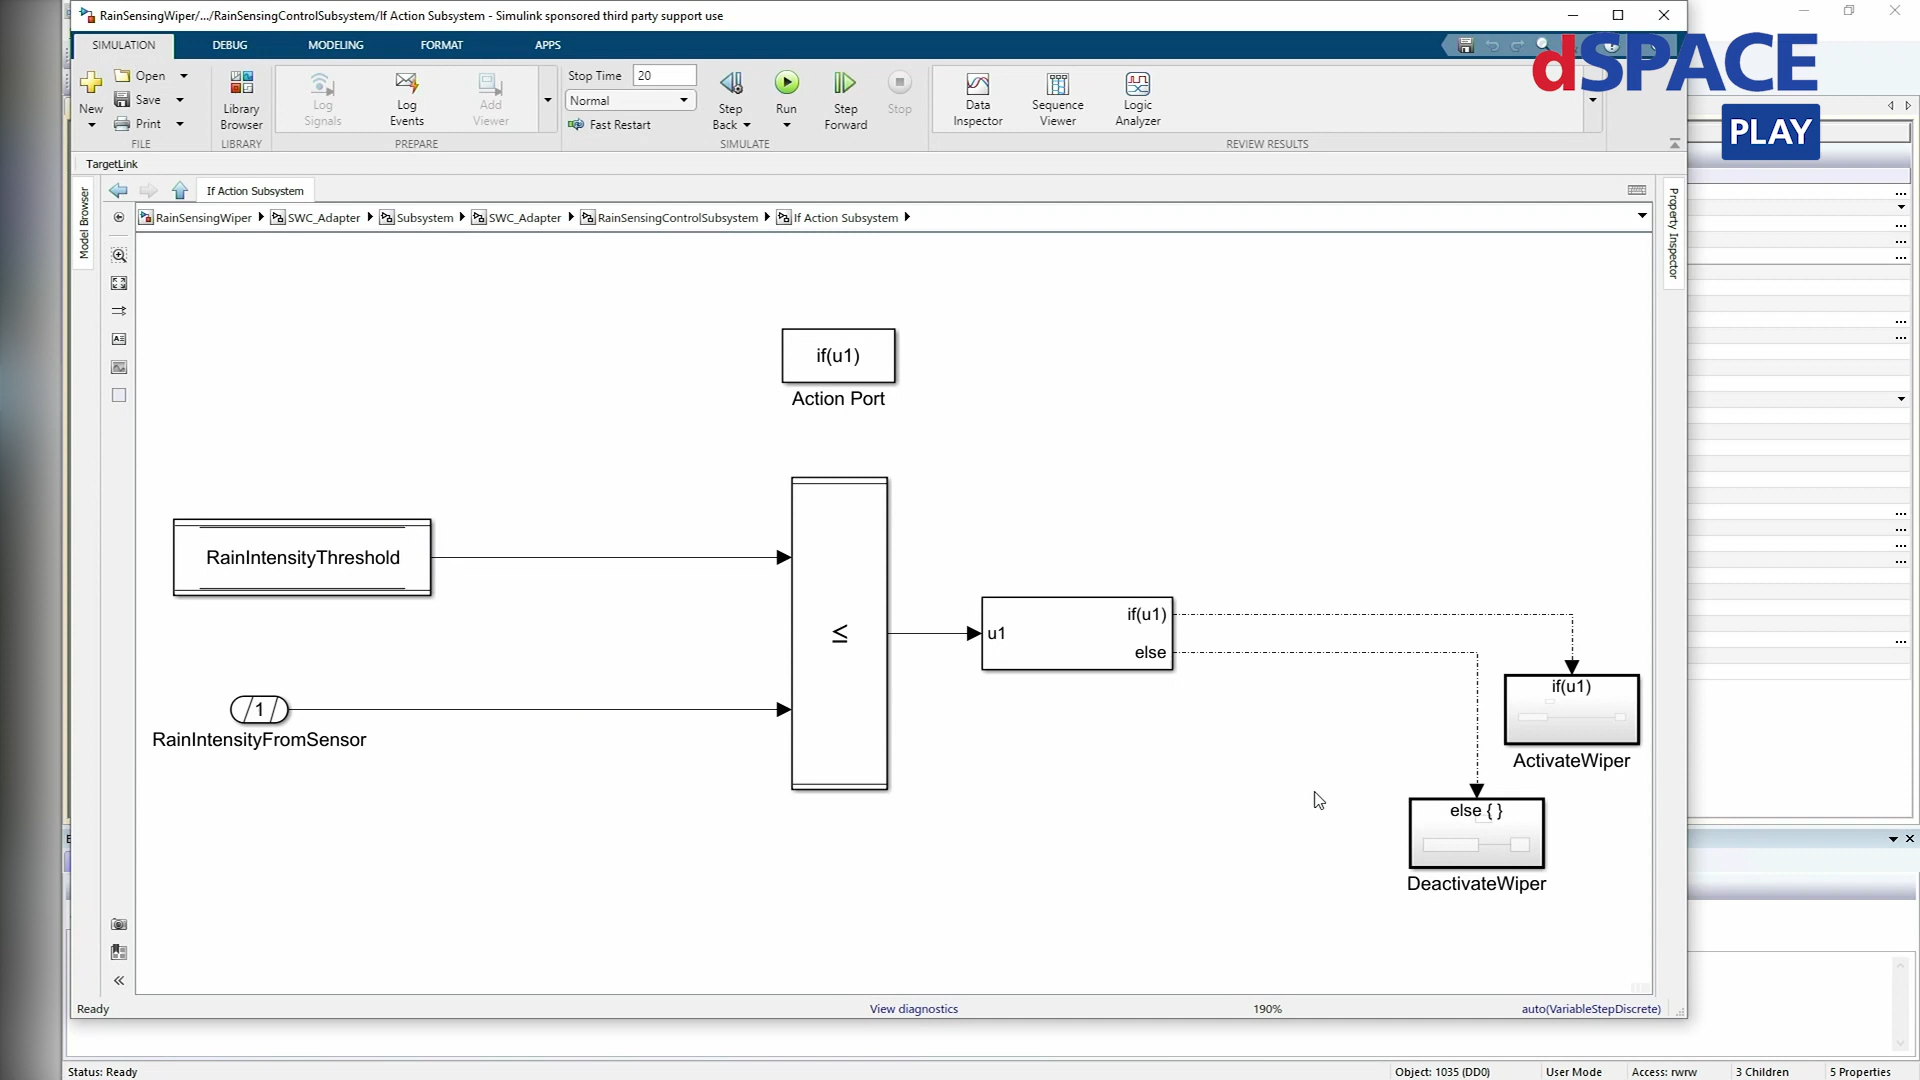 RainSensingWiper/.../RainSensingControlSubsystem/If Action Subsystem - Simulink sponsored third party support use
SIMULATION DEBUG MODELING FORMAT APPS
dSPACE
PLAY
New
Open
Save
Print
FILE
Library Browser
LIBRARY
Log Signals
Log Events
Add Viewer
PREPARE
Stop Time 20
Normal
Fast Restart
Step Back
Run
Step Forward
Stop
SIMULATE
Data Inspector
Sequence Viewer
Logic Analyzer
REVIEW RESULTS
TargetLink
Model Browser
If Action Subsystem
Property Inspector
RainSensingWiper SWC_Adapter Subsystem SWC_Adapter RainSensingControlSubsystem If Action Subsystem
if(u1)
Action Port
RainIntensityThreshold
≤
1
RainIntensityFromSensor
u1
if(u1)
else
if(u1)
ActivateWiper
else { }
DeactivateWiper
Ready View diagnostics 190% auto(VariableStepDiscrete)
Status: Ready Object: 1035 (DD0) User Mode Access: rwrw 3 Children 5 Properties